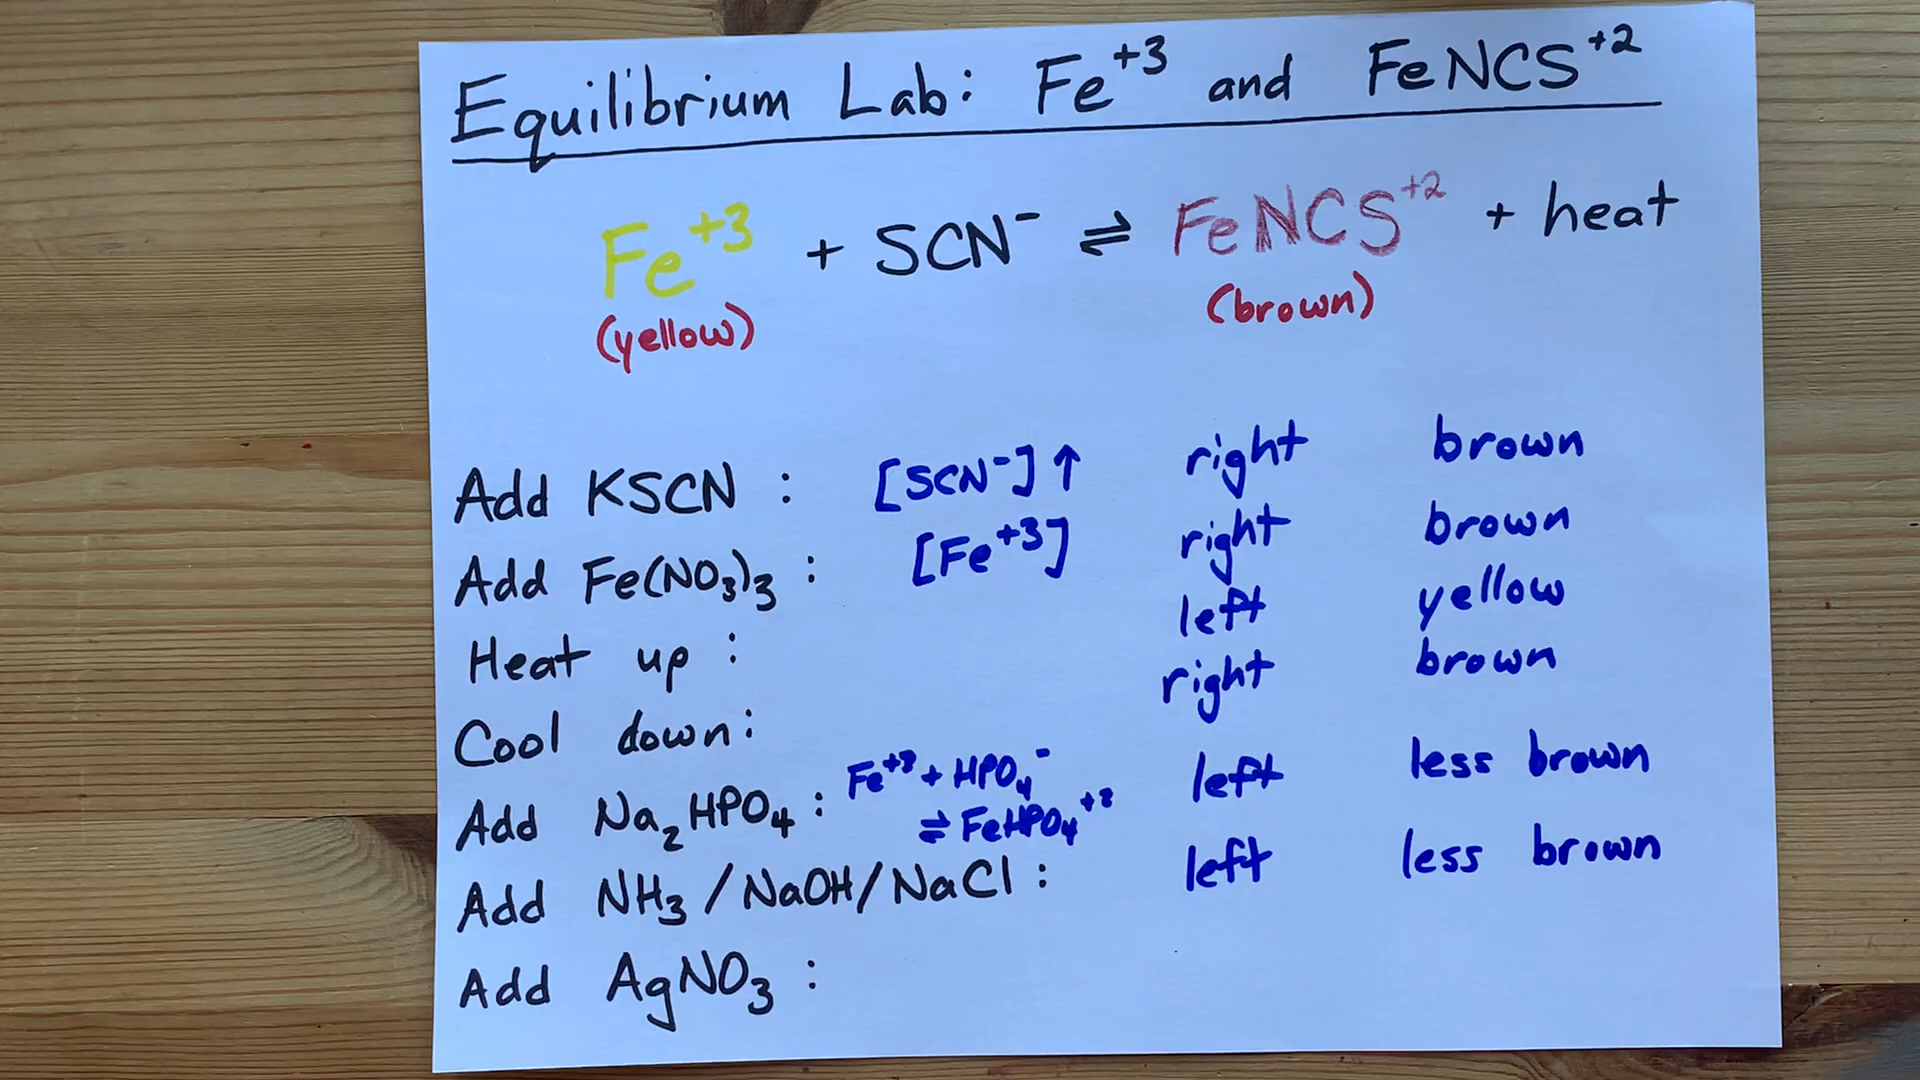 Equilibrium Lab: Fe⁺³ and FeNCS⁺²
Fe⁺³ + SCN⁻ ⇌ FeNCS⁺² + heat
(yellow) (brown)
Add KSCN : [SCN⁻]↑ right brown
Add Fe(NO₃)₃ : [Fe⁺³] right brown
Heat up : left yellow
Cool down: right brown
Add Na₂HPO₄ : Fe⁺³ + HPO₄⁻ left less brown
⇌ FeHPO₄
Add NH₃/NaOH/NaCl : left less brown
Add AgNO₃ :